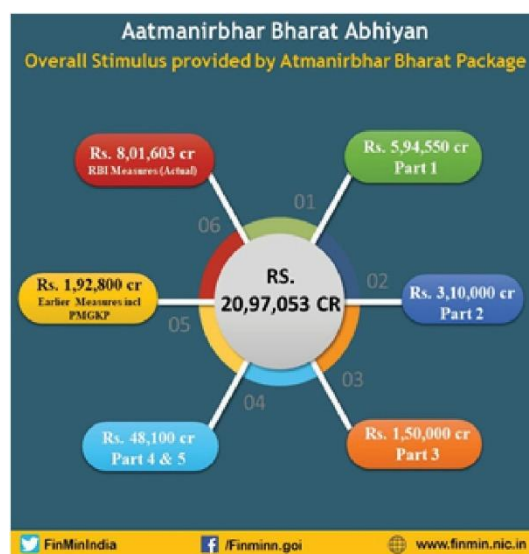 Aatmanirbhar Bharat Abhiyan
Overall Stimulus provided by Atmanirbhar Bharat Package
Rs. 8,01,603 cr
RBI Measures (Actual)
Rs. 5,94,550 cr
Part 1
01
06
RS.
20,97,053 CR
Rs. 1,92,800 cr
Earlier Measures incl
PMGKP
02
Rs. 3,10,000 cr
Part 2
05
03
04
Rs. 48,100 cr
Part 4 & 5
Rs. 1,50,000 cr
Part 3
FinMinIndia
/Finminn.goi
www.finmin.nic.in